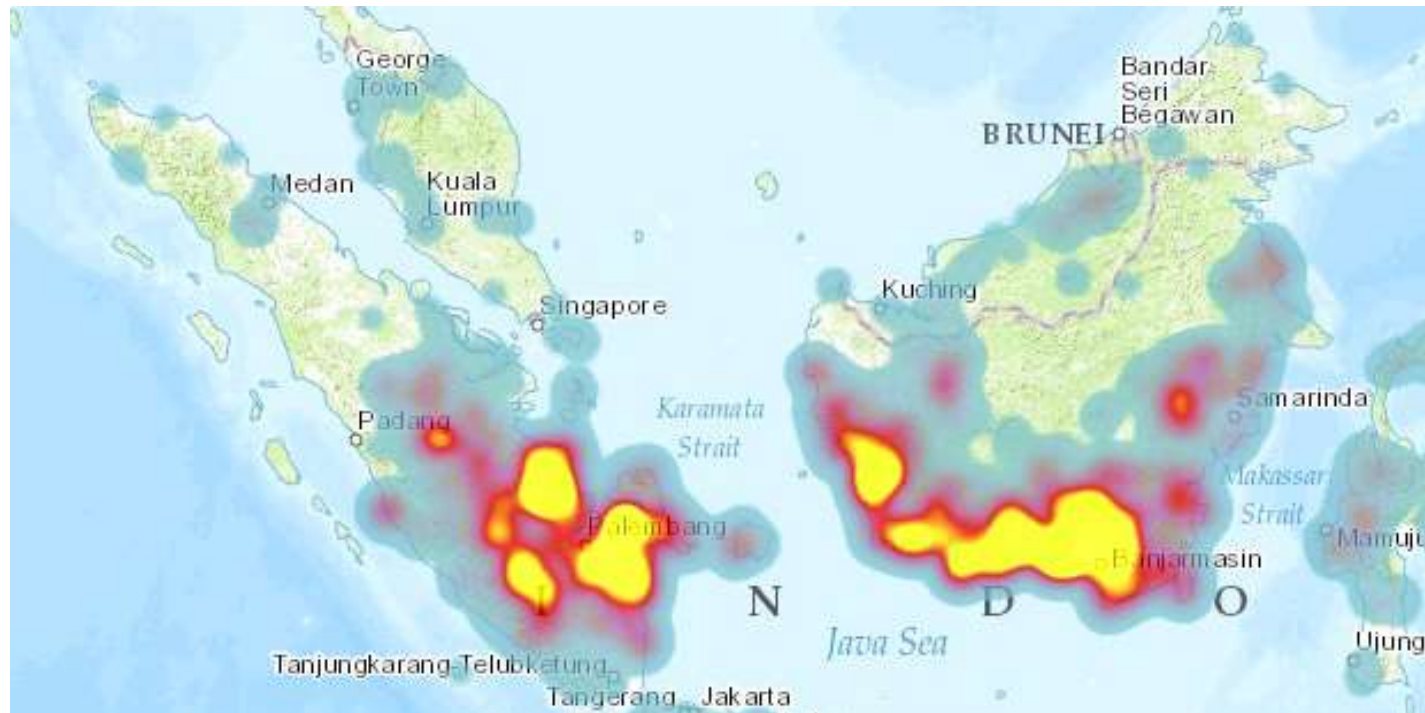 George
Town
Bandar
Seri
Begawan
BRUNEI
Medan
Kuala
Lumpur
Kuching
Singapore
Karamata
Strait
Padang
Samarinda
Makassar
Strait
Palembang
Mamuju
Banjarmasin
I N D O
Java Sea
Ujung
Tanjungkarang-Telubketung
Tangerang Jakarta